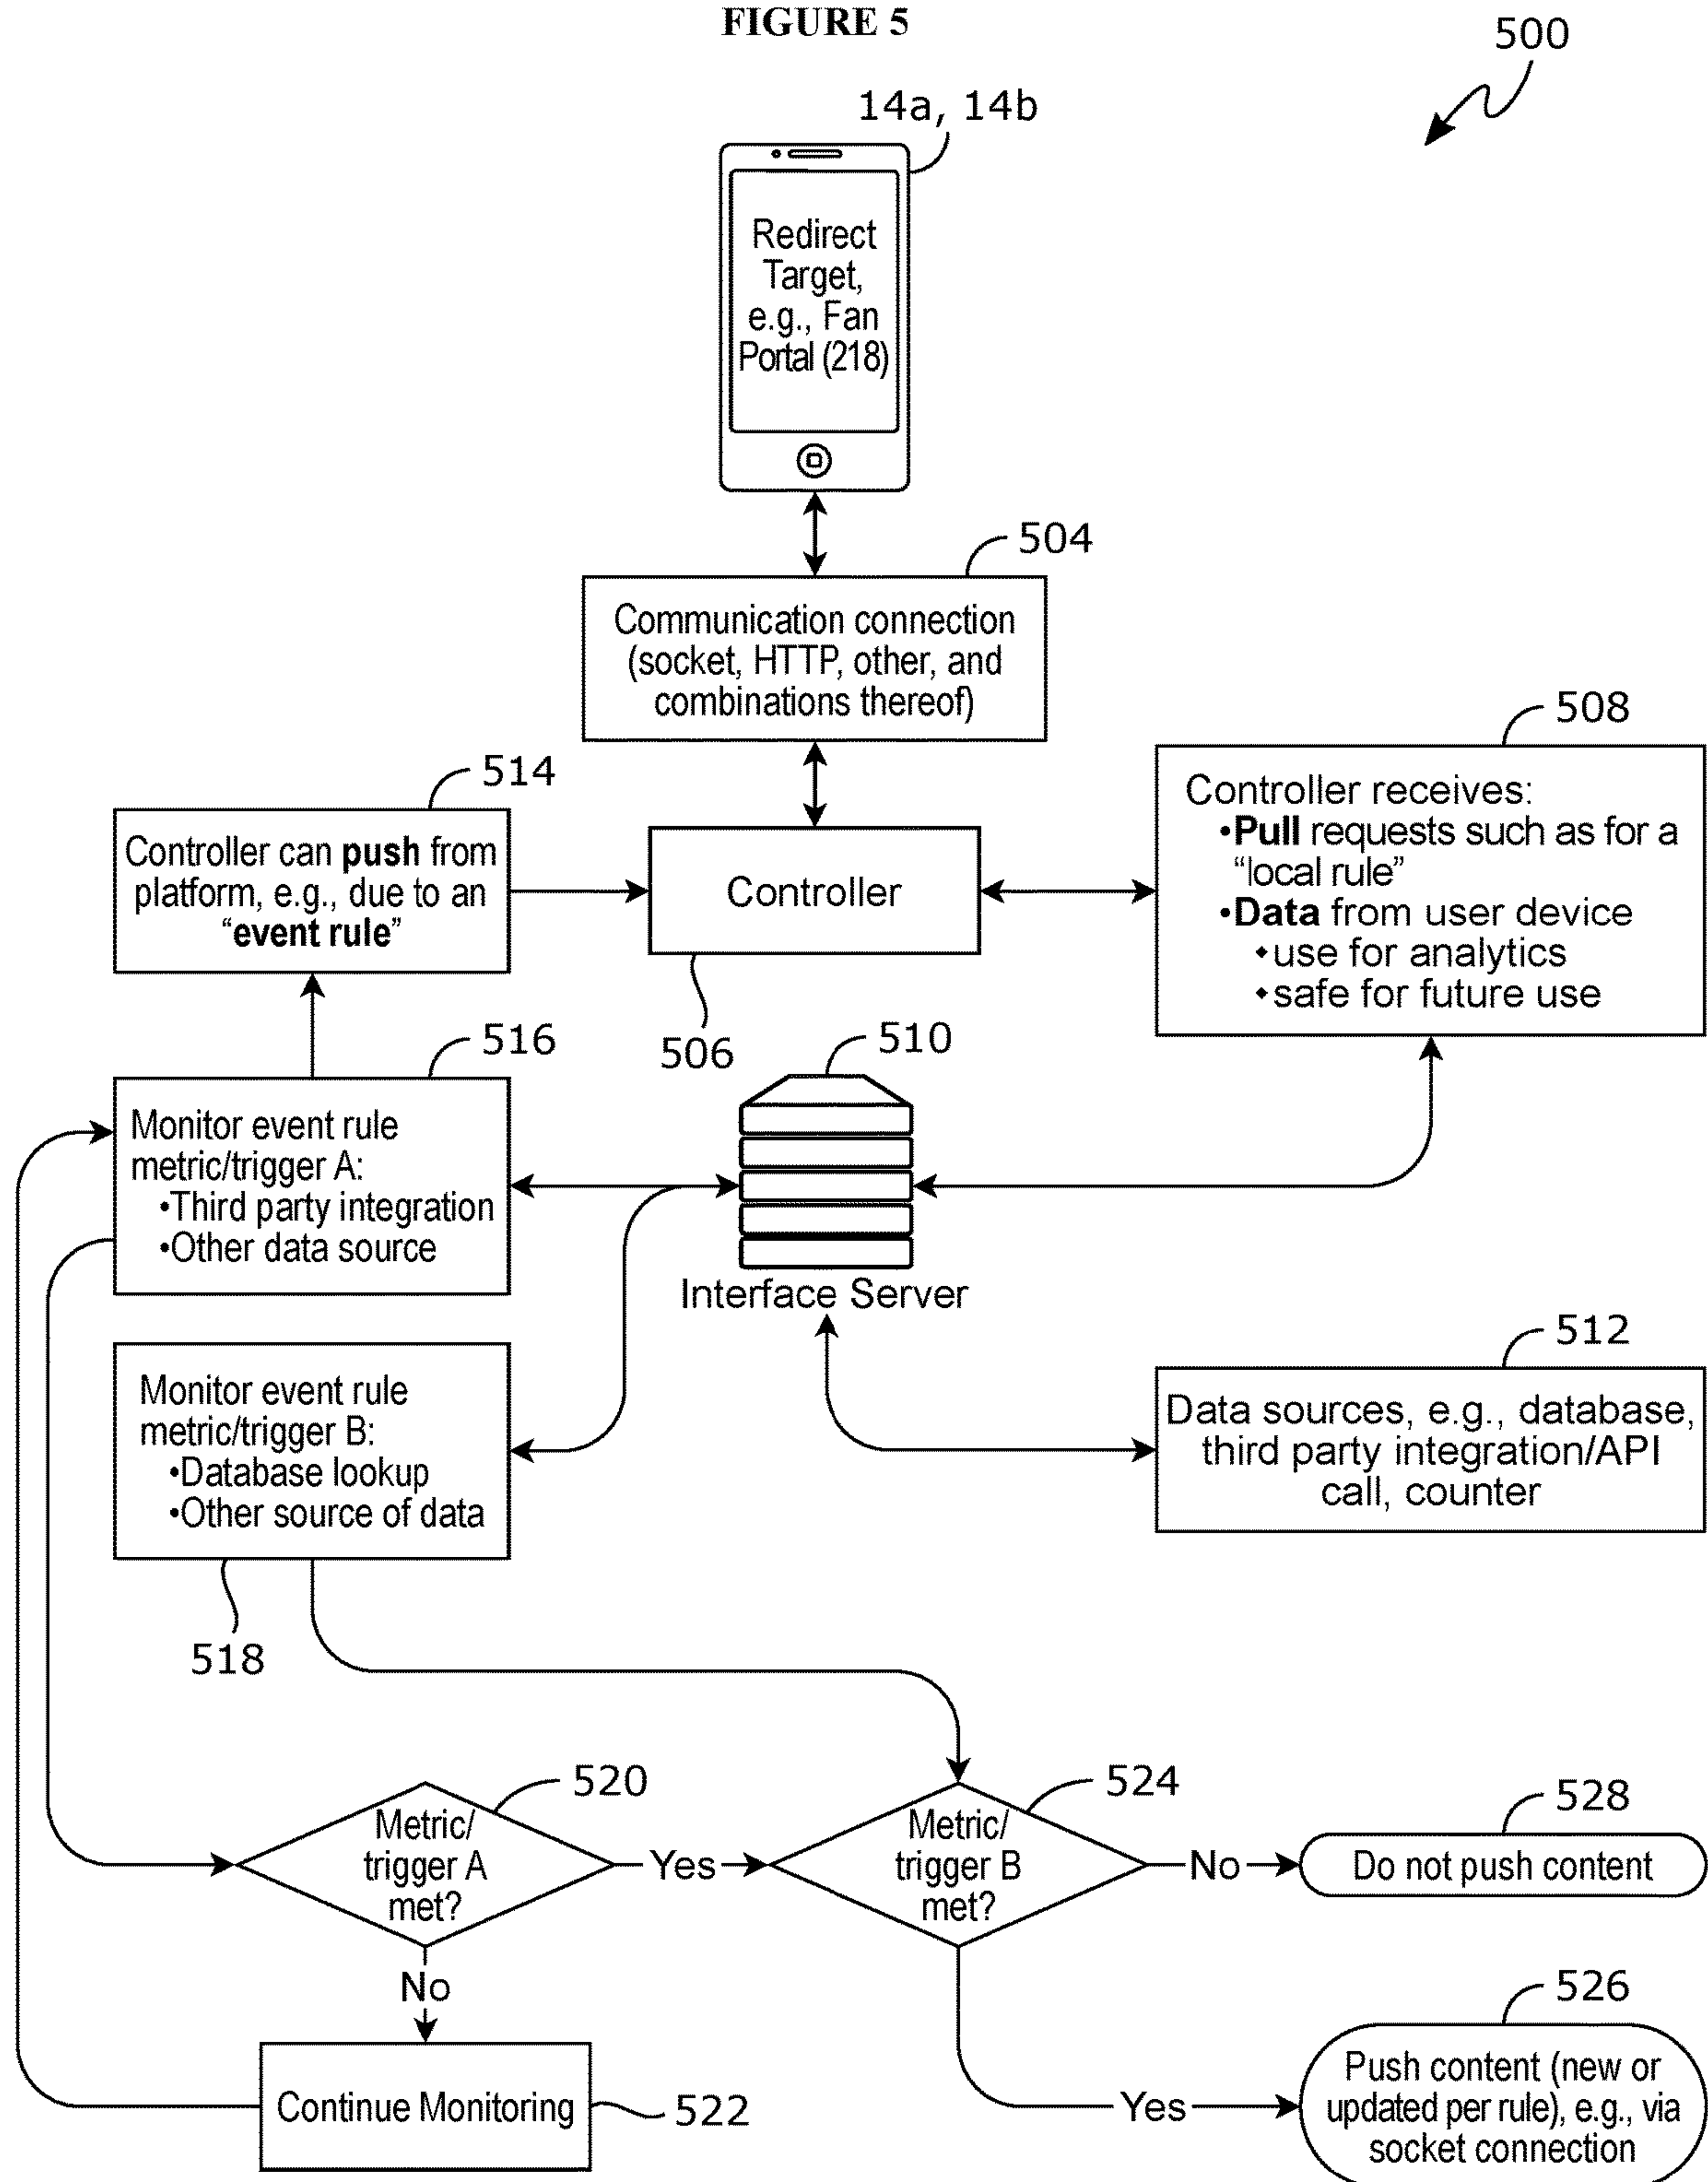 FIGURE 5
500
14a, 14b
Redirect
Target,
e.g., Fan
Portal (218)
504
Communication connection
(socket, HTTP, other, and
combinations thereof)
508
Controller receives:
•Pull requests such as for a
“local rule”
•Data from user device
◆use for analytics
◆safe for future use
514
Controller can push from
platform, e.g., due to an
“event rule”
Controller
506
516
Monitor event rule
metric/trigger A:
•Third party integration
•Other data source
510
Interface Server
512
Data sources, e.g., database,
third party integration/API
call, counter
Monitor event rule
metric/trigger B:
•Database lookup
•Other source of data
518
520
Metric/
trigger A
met?
Yes
524
Metric/
trigger B
met?
No
528
Do not push content
No
Continue Monitoring
522
Yes
526
Push content (new or
updated per rule), e.g., via
socket connection